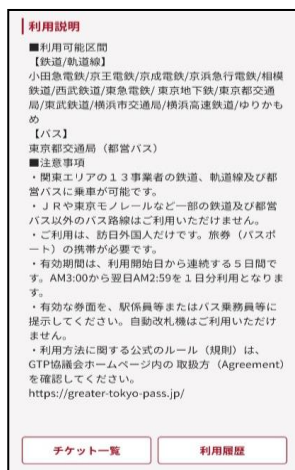 利用説明
■利用可能区間
【鉄道/軌道線】
小田急電鉄/京王電鉄/京成電鉄/京浜急行電鉄/相模
鉄道/西武鉄道/東急電鉄/ 東京地下鉄/東京都交通
局/東武鉄道/横浜市交通局/横浜高速鉄道/ゆりかも
め
【バス】
東京都交通局（都営バス）
■注意事項
・関東エリアの１３事業者の鉄道、軌道線及び都
営バスに乗車が可能です。
・ＪＲや東京モノレールなど一部の鉄道及び都営
バス以外のバス路線はご利用いただけません。
・ご利用は、訪日外国人だけです。旅券（パスポ
ート）の携帯が必要です。
・有効期間は、利用開始日から連続する５日間で
す。AM3:00から翌日AM2:59を１日分利用となりま
す。
・有効な券面を、駅係員等またはバス乗務員等に
提示してください。自動改札機はご利用いただけ
ません。
・利用方法に関する公式のルール（規則）は、
GTP協議会ホームページ内の 取扱方（Agreement）
を確認してください。
https://greater-tokyo-pass.jp/
チケット一覧
利用履歴